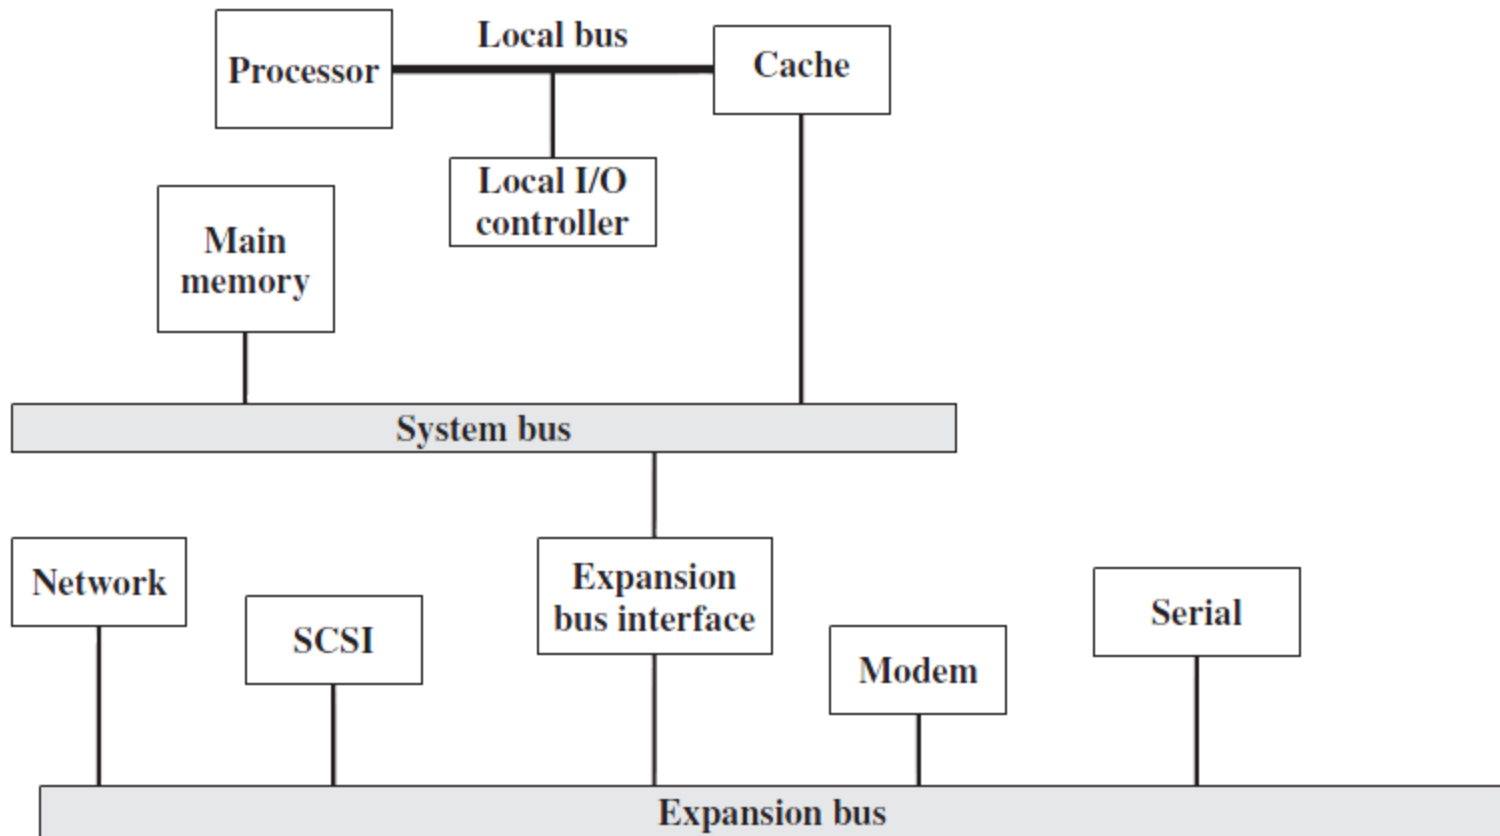 Local bus
Processor
Cache
Local I/O
controller
Main
memory
System bus
Network
SCSI
Expansion
bus interface
Modem
Serial
Expansion bus